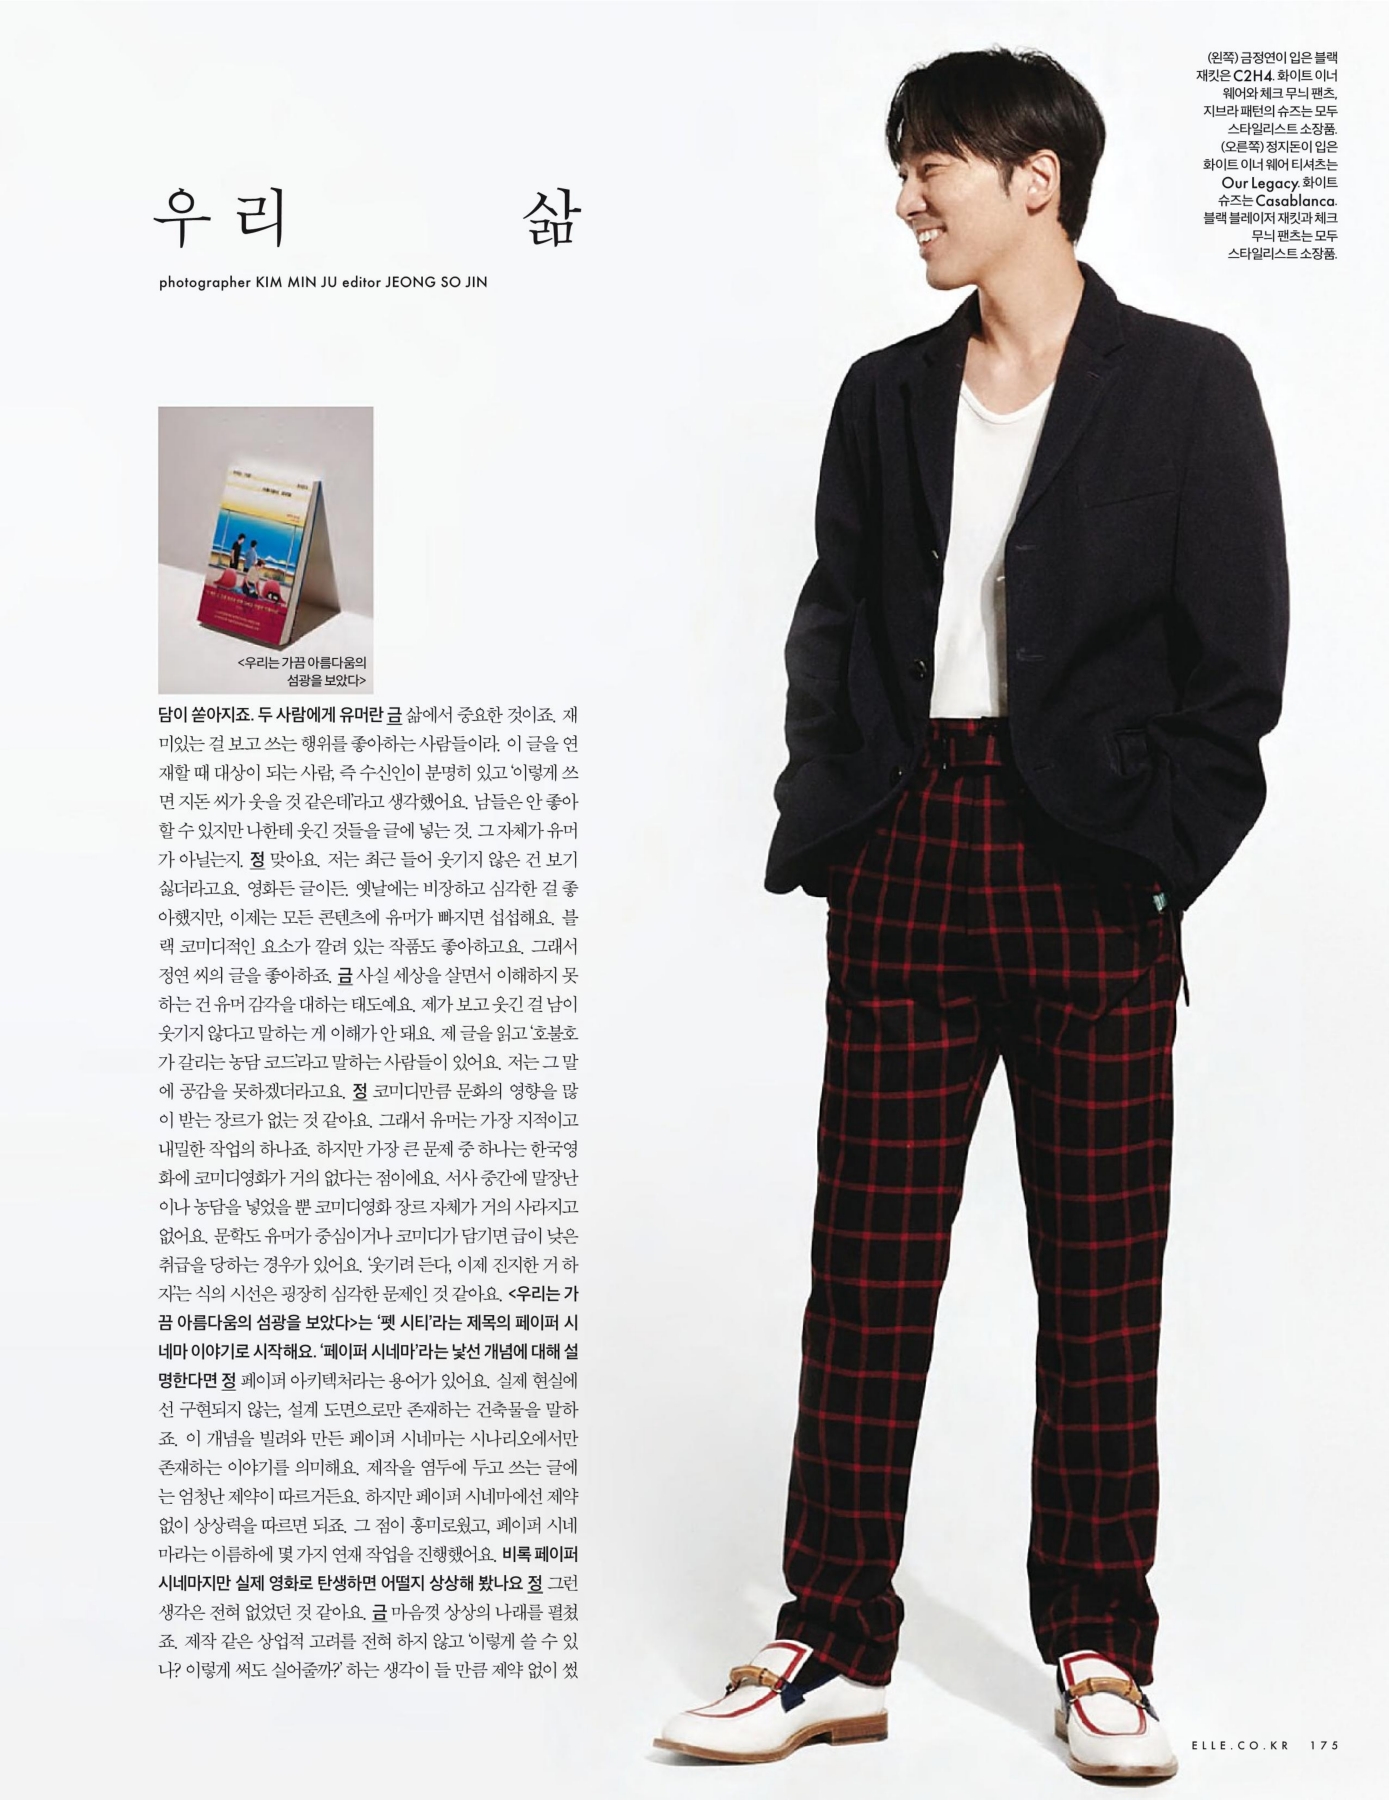 (왼쪽) 금정연이 입은 블랙
재킷은 C2H4. 화이트 이너
웨어와 체크 무늬 팬츠,
지브라 패턴의 슈즈는 모두
스타일리스트 소장품.
(오른쪽) 정지돈이 입은
화이트 이너 웨어 티셔츠는
Our Legacy. 화이트
슈즈는 Casablanca.
블랙 블레이저 재킷과 체크
무늬 팬츠는 모두
스타일리스트 소장품.
우리 삶
photographer KIM MIN JU editor JEONG SO JIN
<우리는 가끔 아름다움의
섬광을 보았다>
담이 쏟아지죠. 두 사람에게 유머란 금 삶에서 중요한 것이죠. 재
미있는 걸 보고 쓰는 행위를 좋아하는 사람들이라. 이 글을 연
재할 때 대상이 되는 사람, 즉 수신인이 분명히 있고 ‘이렇게 쓰
면 지돈 씨가 웃을 것 같은데’라고 생각했어요. 남들은 안 좋아
할 수 있지만 나한테 웃긴 것들을 글에 넣는 것. 그 자체가 유머
가 아닐는지. 정 맞아요. 저는 최근 들어 웃기지 않은 건 보기
싫더라고요. 영화든 글이든. 옛날에는 비장하고 심각한 걸 좋
아했지만, 이제는 모든 콘텐츠에 유머가 빠지면 섭섭해요. 블
랙 코미디적인 요소가 깔려 있는 작품도 좋아하고요. 그래서
정연 씨의 글을 좋아하죠. 금 사실 세상을 살면서 이해하지 못
하는 건 유머 감각을 대하는 태도예요. 제가 보고 웃긴 걸 남이
웃기지 않다고 말하는 게 이해가 안 돼요. 제 글을 읽고 ‘호불호
가 갈리는 농담 코드’라고 말하는 사람들이 있어요. 저는 그 말
에 공감을 못하겠더라고요. 정 코미디만큼 문화의 영향을 많
이 받는 장르가 없는 것 같아요. 그래서 유머는 가장 지적이고
내밀한 작업의 하나죠. 하지만 가장 큰 문제 중 하나는 한국영
화에 코미디영화가 거의 없다는 점이에요. 서사 중간에 말장난
이나 농담을 넣었을 뿐 코미디영화 장르 자체가 거의 사라지고
없어요. 문학도 유머가 중심이거나 코미디가 담기면 급이 낮은
취급을 당하는 경우가 있어요. ‘웃기려 든다, 이제 진지한 거 하
자’는 식의 시선은 굉장히 심각한 문제인 것 같아요. <우리는 가
끔 아름다움의 섬광을 보았다>는 ‘펫 시티’라는 제목의 페이퍼 시
네마 이야기로 시작해요. ‘페이퍼 시네마’라는 낯선 개념에 대해 설
명한다면 정 페이퍼 아키텍처라는 용어가 있어요. 실제 현실에
선 구현되지 않는, 설계 도면으로만 존재하는 건축물을 말하
죠. 이 개념을 빌려와 만든 페이퍼 시네마는 시나리오에서만
존재하는 이야기를 의미해요. 제작을 염두에 두고 쓰는 글에
는 엄청난 제약이 따르거든요. 하지만 페이퍼 시네마에선 제약
없이 상상력을 따르면 되죠. 그 점이 흥미로웠고, 페이퍼 시네
마라는 이름하에 몇 가지 연재 작업을 진행했어요. 비록 페이퍼
시네마지만 실제 영화로 탄생하면 어떨지 상상해 봤나요 정 그런
생각은 전혀 없었던 것 같아요. 금 마음껏 상상의 나래를 펼쳤
죠. 제작 같은 상업적 고려를 전혀 하지 않고 ‘이렇게 쓸 수 있
나? 이렇게 써도 실어줄까?’ 하는 생각이 들 만큼 제약 없이 썼
ELLE.CO.KR 175